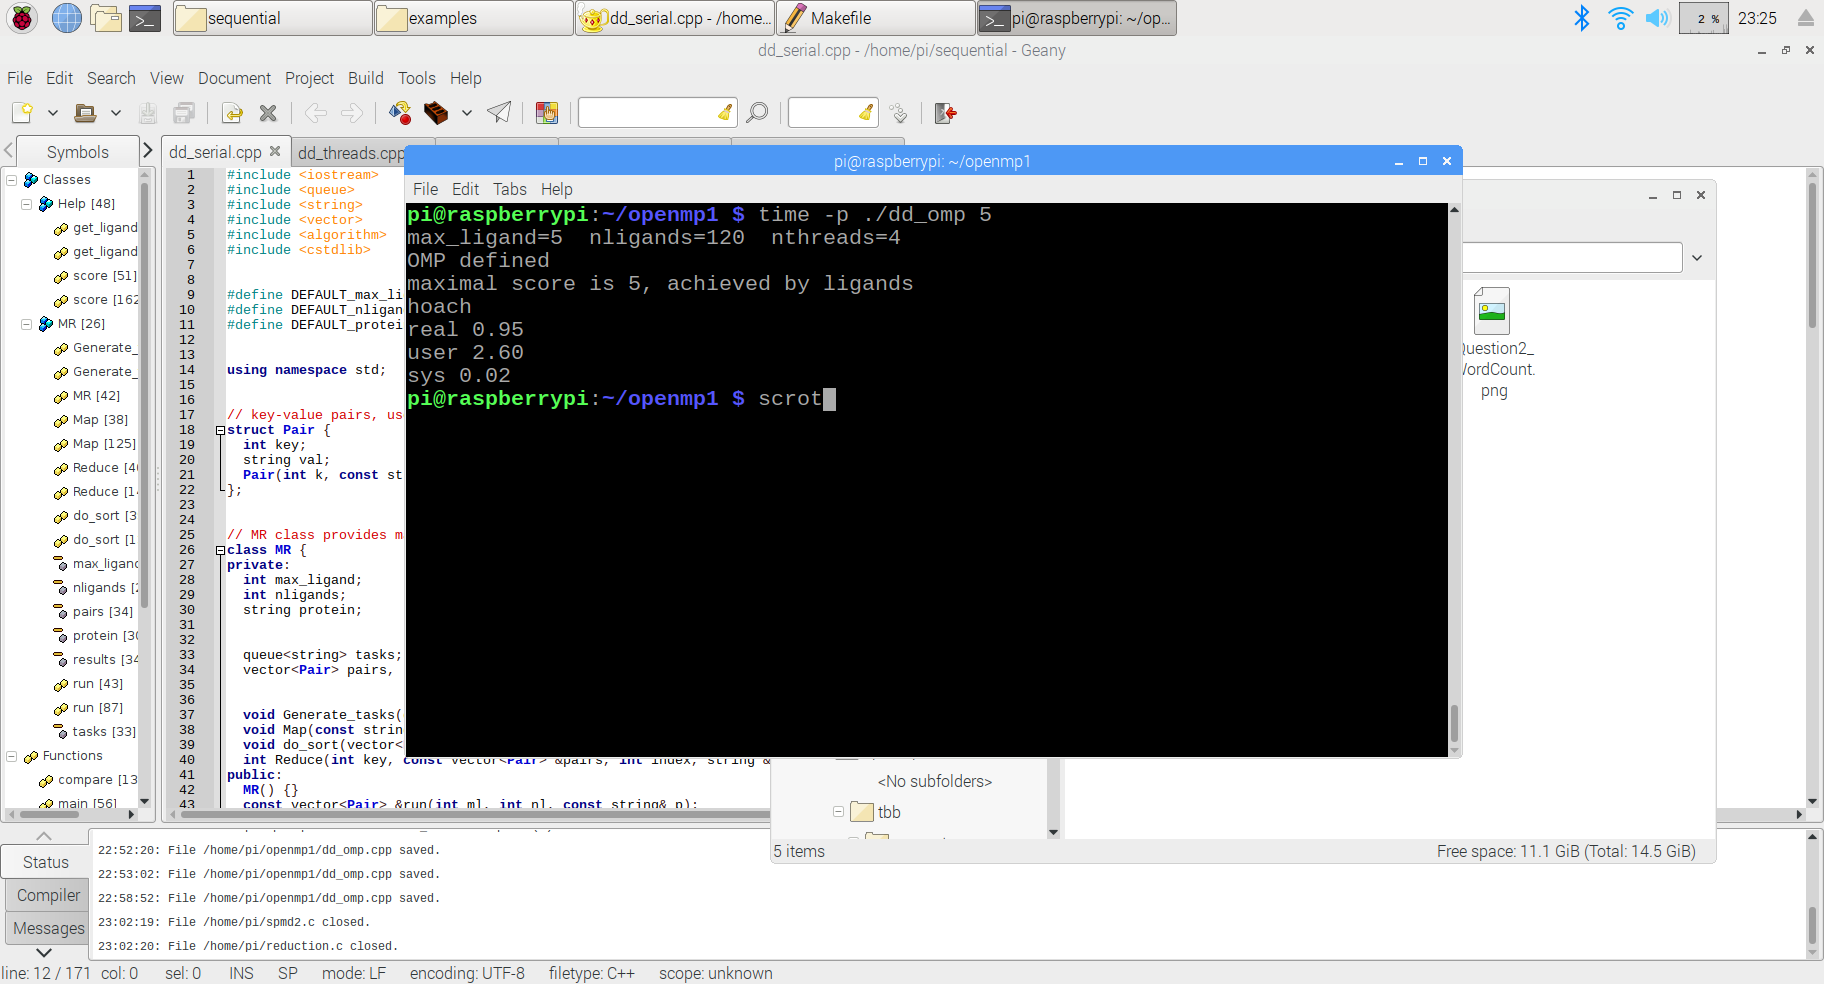 sequential
examples
dd_serial.cpp - /home...
Makefile
pi@raspberrypi: ~/op...
2 %
23:25
dd_serial.cpp - /home/pi/sequential - Geany
File Edit Search View Document Project Build Tools Help
Symbols
dd_serial.cpp
dd_threads.cpp
Classes
Help [48]
get_ligand
get_ligand
score [51]
score [162
MR [26]
Generate_
Generate_
MR [42]
Map [38]
Map [125]
Reduce [4
Reduce [1
do_sort [3
do_sort [1
max_ligand
nligands [2
pairs [34]
protein [30
results [34
run [43]
run [87]
tasks [33]
Functions
compare [13
main [56]
1 #include <iostream>
2 #include <queue>
3 #include <string>
4 #include <vector>
5 #include <algorithm>
6 #include <cstdlib>
7
8
9 #define DEFAULT_max_li
10 #define DEFAULT_nligan
11 #define DEFAULT_protei
12
13
14 using namespace std;
15
16
17 // key-value pairs, us
18 struct Pair {
19 int key;
20 string val;
21 Pair(int k, const st
22 };
23
24
25 // MR class provides m
26 class MR {
27 private:
28 int max_ligand;
29 int nligands;
30 string protein;
31
32
33 queue<string> tasks;
34 vector<Pair> pairs,
35
36
37 void Generate_tasks(
38 void Map(const strin
39 void do_sort(vector<
40 int Reduce(int key, const vector<Pair> &pairs, int index, string &
41 public:
42 MR() {}
43 const vector<Pair> &run(int ml, int nl, const string& p);
pi@raspberrypi: ~/openmp1
File Edit Tabs Help
pi@raspberrypi:~/openmp1 $ time -p ./dd_omp 5
max_ligand=5 nligands=120 nthreads=4
OMP defined
maximal score is 5, achieved by ligands
hoach
real 0.95
user 2.60
sys 0.02
pi@raspberrypi:~/openmp1 $ scrot
Question2_
WordCount.
png
<No subfolders>
tbb
5 items
Free space: 11.1 GiB (Total: 14.5 GiB)
Status
Compiler
Messages
22:52:20: File /home/pi/openmp1/dd_omp.cpp saved.
22:53:02: File /home/pi/openmp1/dd_omp.cpp saved.
22:58:52: File /home/pi/openmp1/dd_omp.cpp saved.
23:02:19: File /home/pi/spmd2.c closed.
23:02:20: File /home/pi/reduction.c closed.
line: 12 / 171 col: 0 sel: 0 INS SP mode: LF encoding: UTF-8 filetype: C++ scope: unknown